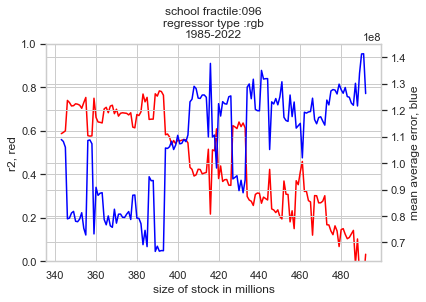 school fractile:096
regressor type :rgb
1985-2022
1e8
1.0
0.8
0.6
0.4
0.2
0.0
r2, red
1.4
1.3
1.2
1.1
1.0
0.9
0.8
0.7
mean average error, blue
340 360 380 400 420 440 460 480
size of stock in millions